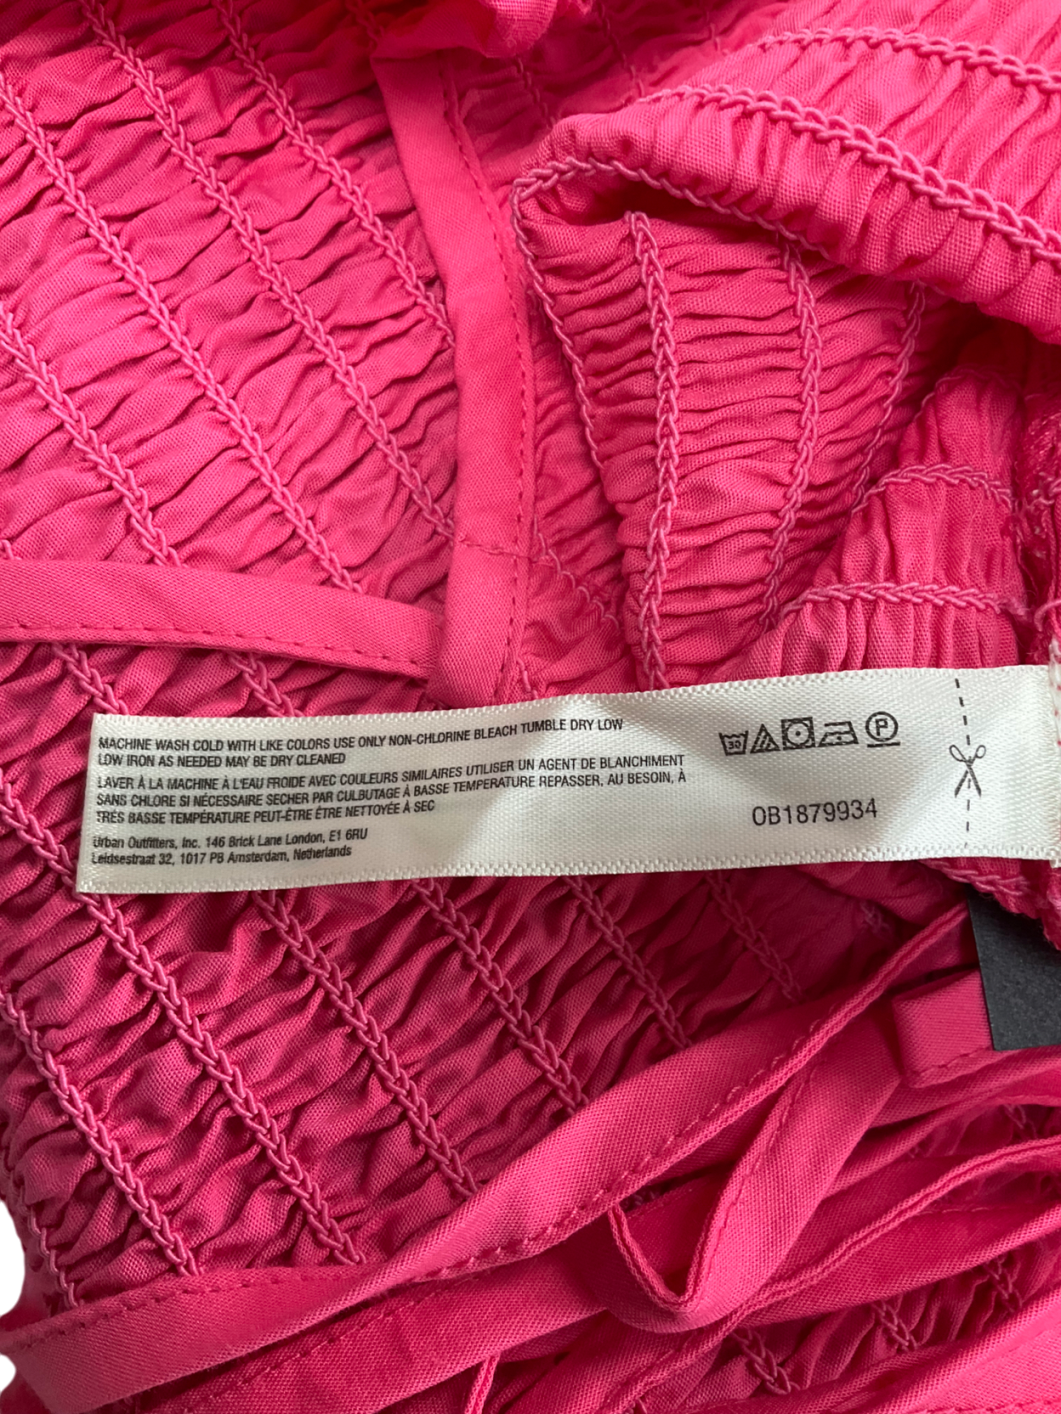 MACHINE WASH COLD WITH LIKE COLORS USE ONLY NON-CHLORINE BLEACH TUMBLE DRY LOW
LOW IRON AS NEEDED MAY BE DRY CLEANED
LAVER À LA MACHINE À L'EAU FROIDE AVEC COULEURS SIMILAIRES UTILISER UN AGENT DE BLANCHIMENT
SANS CHLORE SI NÉCESSAIRE SECHER PAR CULBUTAGE À BASSE TEMPERATURE REPASSER, AU BESOIN, À
TRÉS BASSE TEMPÉRATURE PEUT-ÊTRE ÊTRE NETTOYÉE À SEC
Urban Outfitters, Inc. 146 Brick Lane London, E1 6RU
Leidsestraat 32, 1017 PB Amsterdam, Netherlands
30
P
OB1879934